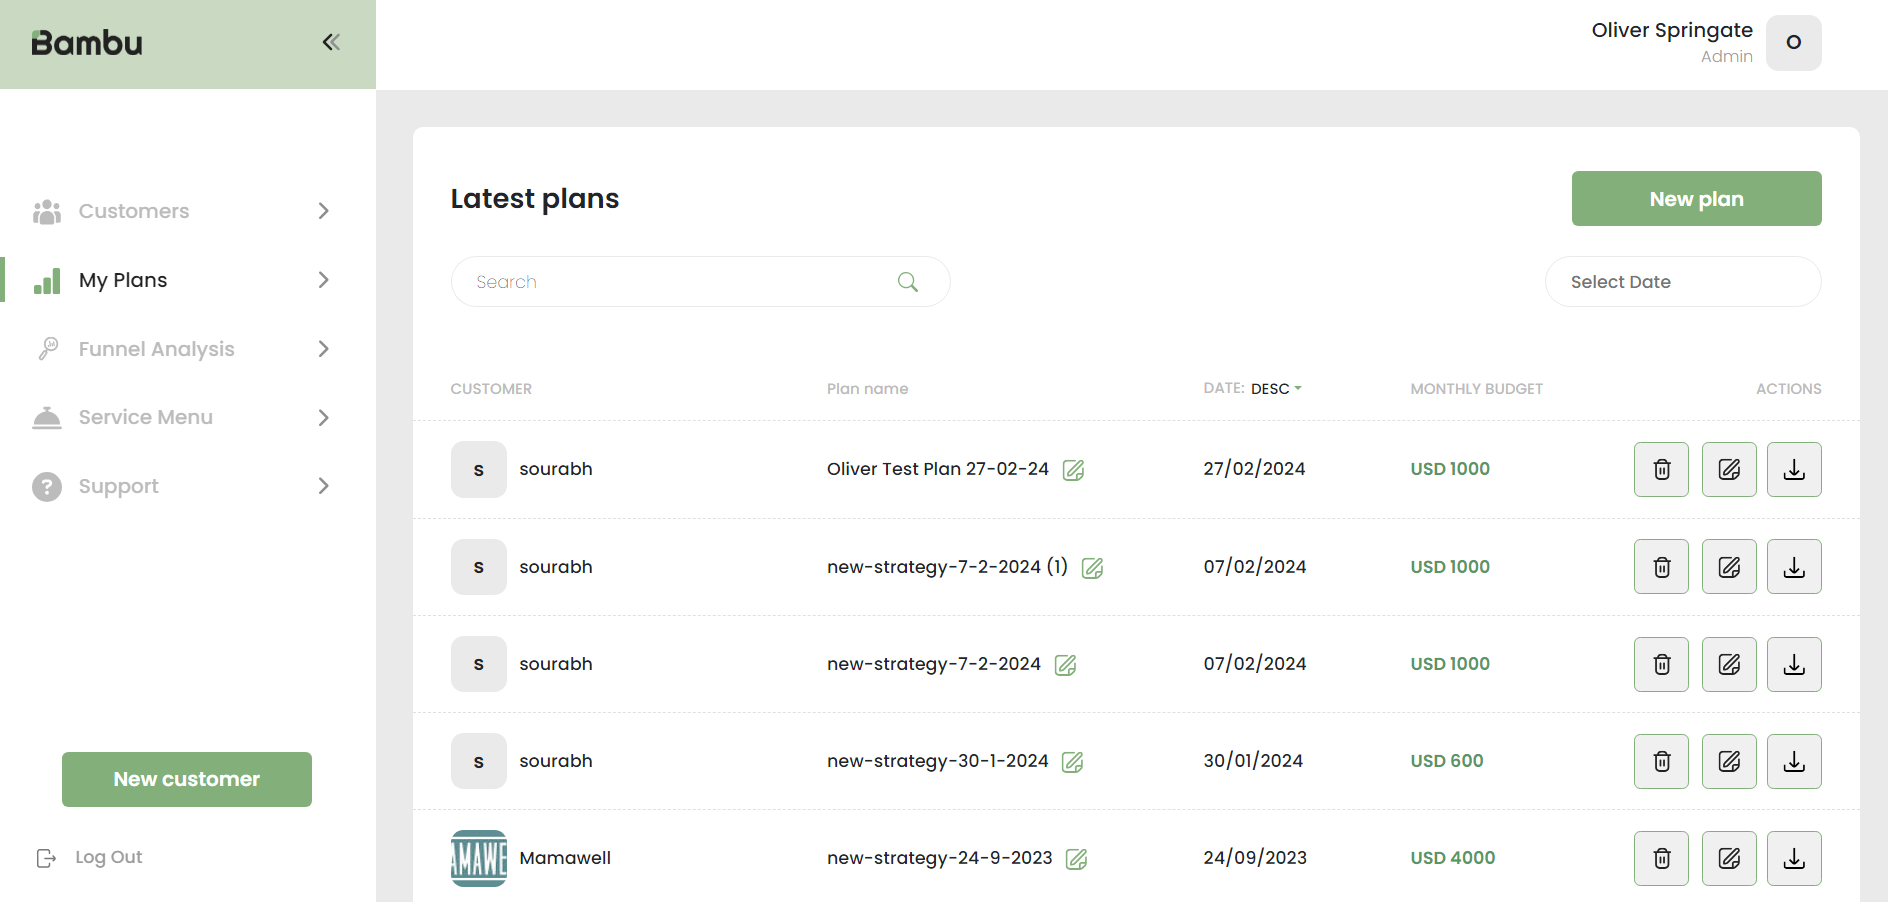 Bambu
Oliver Springate
Admin
O
Customers
My Plans
Funnel Analysis
Service Menu
? Support
New customer
Log Out
Latest plans
New plan
Search
Select Date
CUSTOMER Plan name DATE: DESC MONTHLY BUDGET ACTIONS
S sourabh Oliver Test Plan 27-02-24 27/02/2024 USD 1000
S sourabh new-strategy-7-2-2024 (1) 07/02/2024 USD 1000
S sourabh new-strategy-7-2-2024 07/02/2024 USD 1000
S sourabh new-strategy-30-1-2024 30/01/2024 USD 600
AMAWE Mamawell new-strategy-24-9-2023 24/09/2023 USD 4000